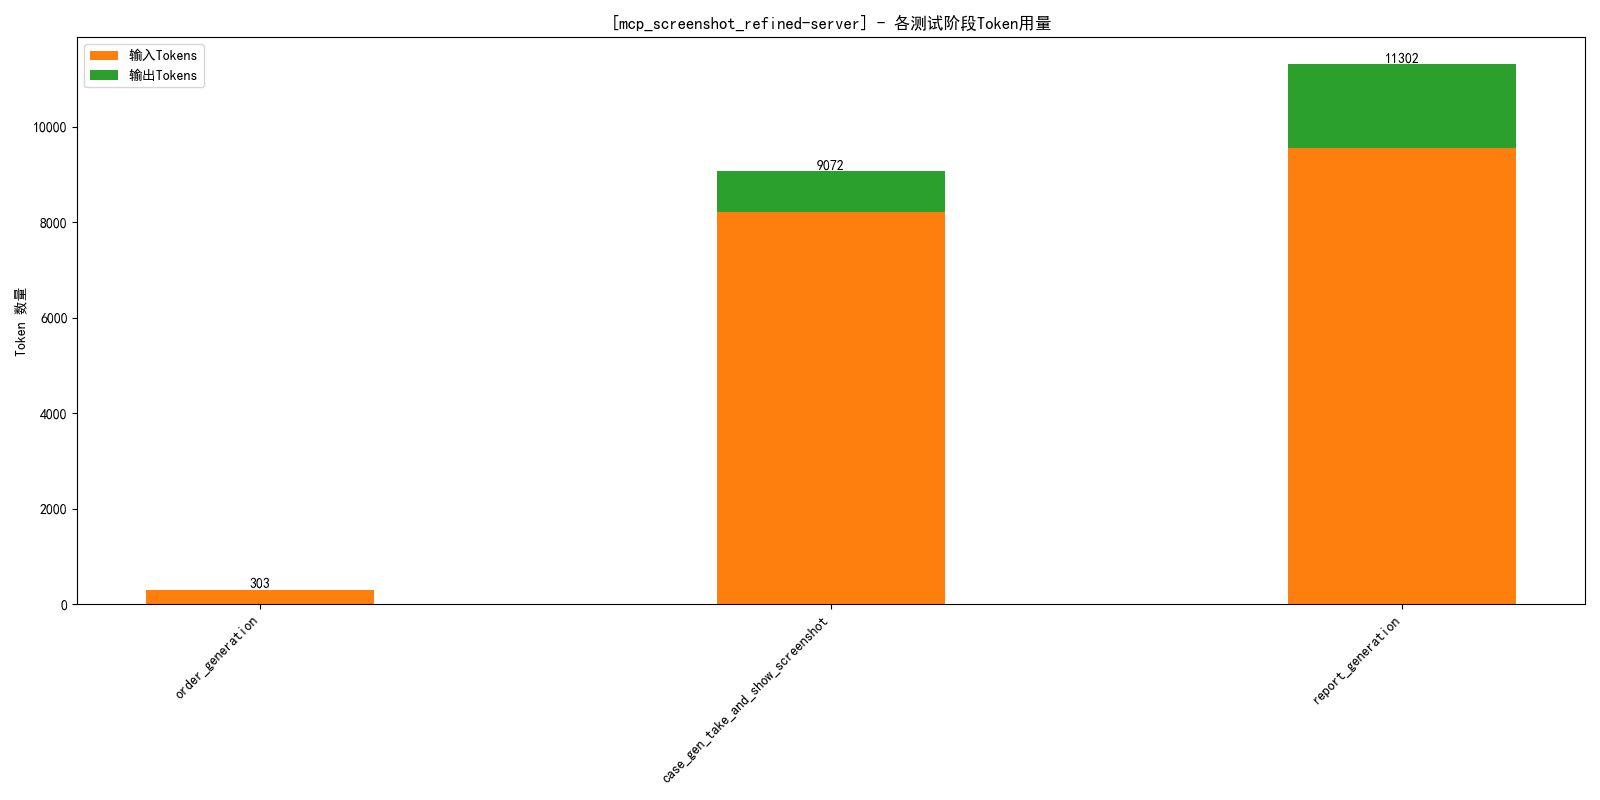 [mcp_screenshot_refined-server] - 各测试阶段Token用量
输入Tokens
输出Tokens
Token 数量
10000
8000
6000
4000
2000
0
303
9072
11302
order_generation
case_gen_take_and_show_screenshot
report_generation